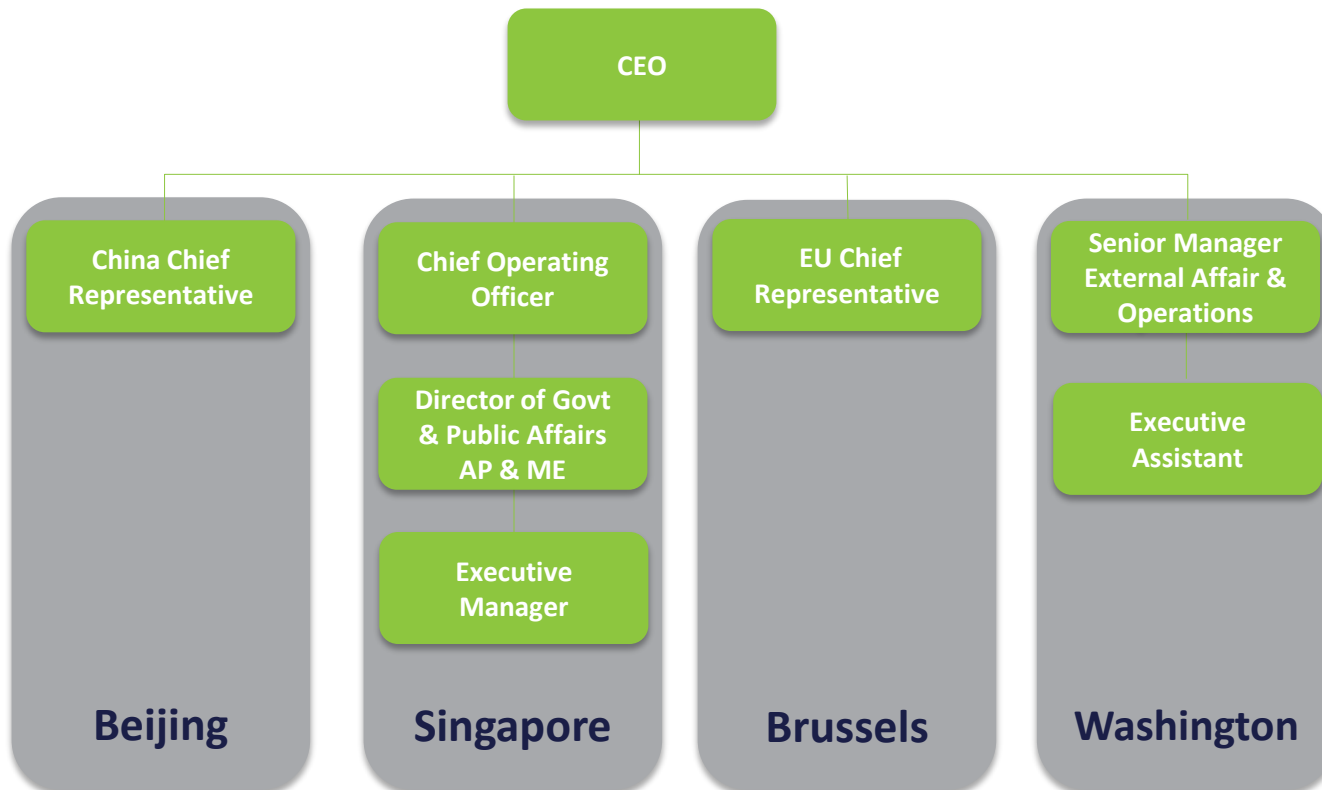 CEO
China Chief
Representative
Chief Operating
Officer
EU Chief
Representative
Senior Manager
External Affair &
Operations
Director of Govt
& Public Affairs
AP & ME
Executive
Assistant
Executive
Manager
Beijing
Singapore
Brussels
Washington